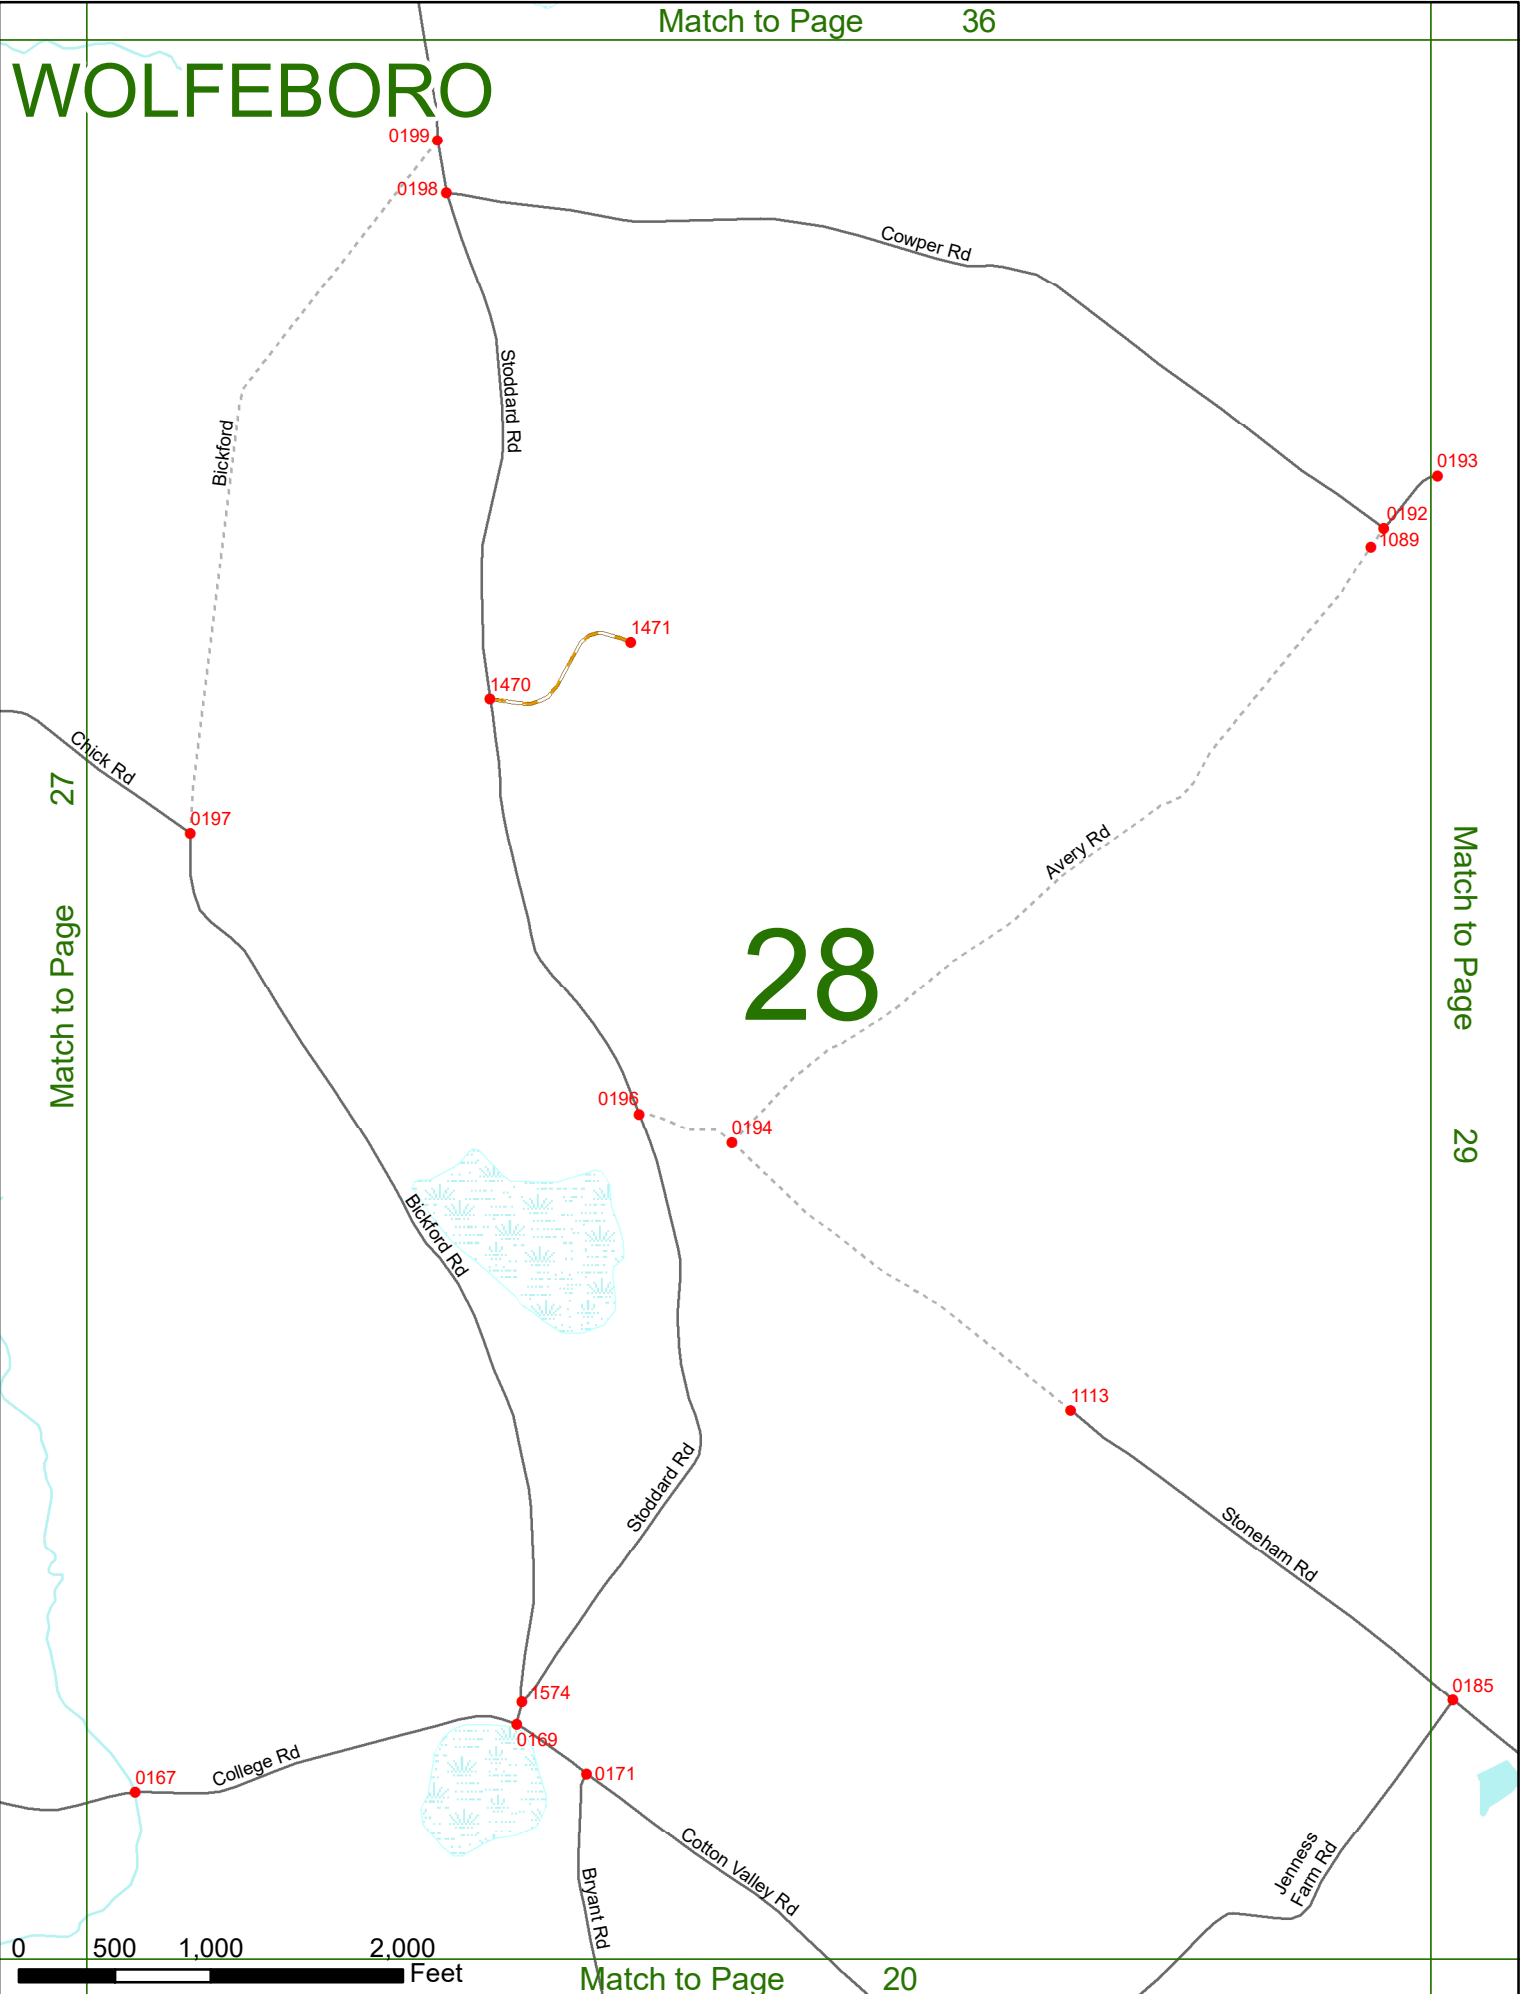 Match to Page 36
WOLFEBORO
0199
0198
Cowper Rd
Stoddard Rd
Bickford
0193
0192
1089
1471
1470
Chick Rd
Match to Page 27
0197
Avery Rd
Match to Page 29
28
0196
0194
Bickford Rd
1113
Stoddard Rd
Stoneham Rd
1574
0185
0169
College Rd
0167
0171
Cotton Valley Rd
Jenness
Farm Rd
Bryant Rd
0 500 1,000 2,000
Feet
Match to Page 20